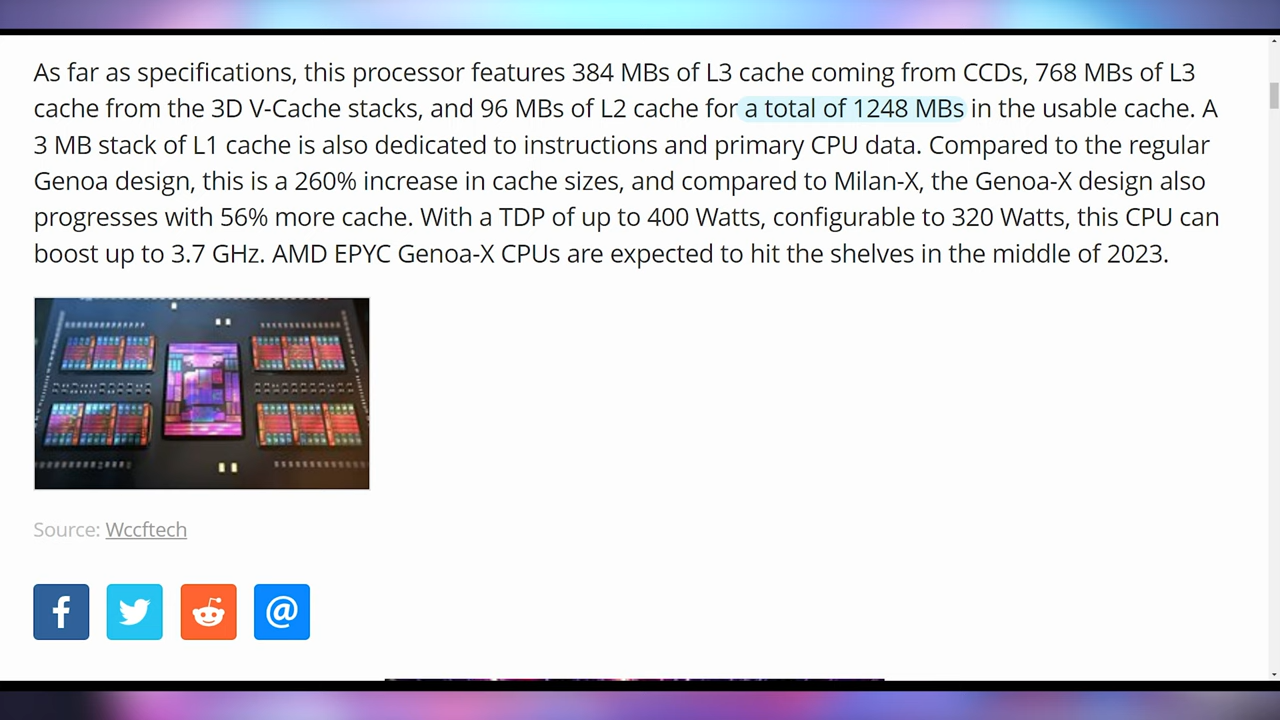 As far as specifications, this processor features 384 MBs of L3 cache coming from CCDs, 768 MBs of L3
cache from the 3D V-Cache stacks, and 96 MBs of L2 cache for a total of 1248 MBs in the usable cache. A
3 MB stack of L1 cache is also dedicated to instructions and primary CPU data. Compared to the regular
Genoa design, this is a 260% increase in cache sizes, and compared to Milan-X, the Genoa-X design also
progresses with 56% more cache. With a TDP of up to 400 Watts, configurable to 320 Watts, this CPU can
boost up to 3.7 GHz. AMD EPYC Genoa-X CPUs are expected to hit the shelves in the middle of 2023.
Source: Wccftech
f @